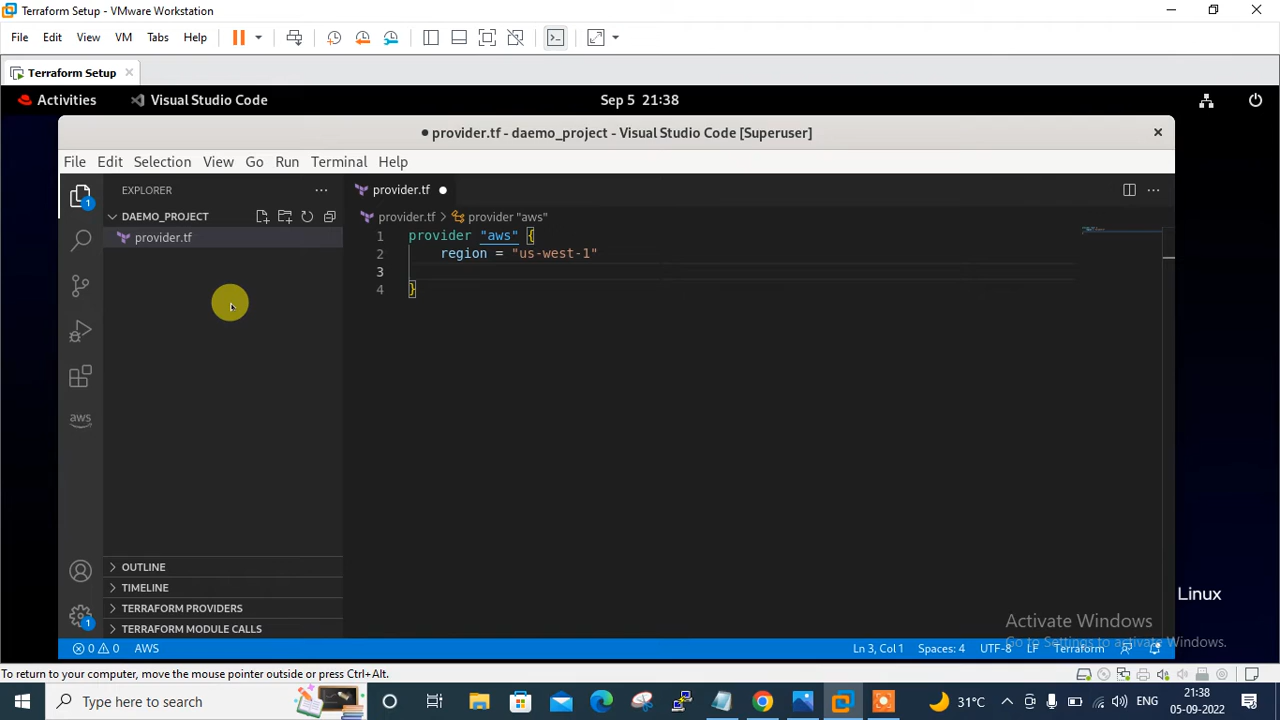 Terraform Setup - VMware Workstation
File Edit View VM Tabs Help
Terraform Setup
Activities Visual Studio Code Sep 5 21:38
● provider.tf - daemo_project - Visual Studio Code [Superuser]
File Edit Selection View Go Run Terminal Help
EXPLORER
provider.tf
1
DAEMO_PROJECT
provider.tf
provider.tf > provider "aws"
1 provider "aws" {
2 region = "us-west-1"
3
4 }
aws
OUTLINE
TIMELINE
TERRAFORM PROVIDERS
TERRAFORM MODULE CALLS
1
Linux
Activate Windows
Go to Settings to activate Windows.
0 0 AWS Ln 3, Col 1 Spaces: 4 UTF-8 LF Terraform
To return to your computer, move the mouse pointer outside or press Ctrl+Alt.
Type here to search
31°C ENG 21:38
05-09-2022